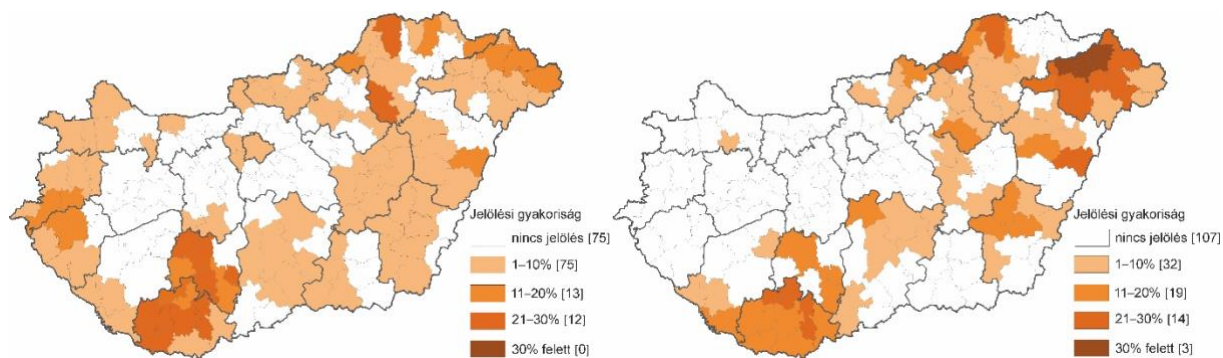 Jelölési gyakoriság
nincs jelölés [75]
1–10% [75]
11–20% [13]
21–30% [12]
30% felett [0]
Jelölési gyakoriság
nincs jelölés [107]
1–10% [32]
11–20% [19]
21–30% [14]
30% felett [3]